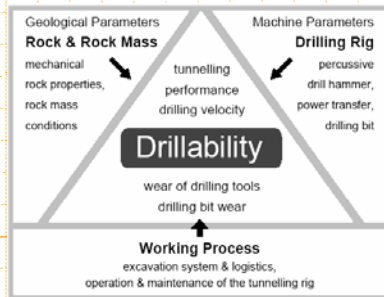 Geological Parameters
Rock & Rock Mass
mechanical
rock properties,
rock mass
conditions
Machine Parameters
Drilling Rig
percussive
drill hammer,
power transfer,
drilling bit
tunnelling
performance
drilling velocity
Drillability
wear of drilling tools
drilling bit wear
Working Process
excavation system & logistics,
operation & maintenance of the tunnelling rig